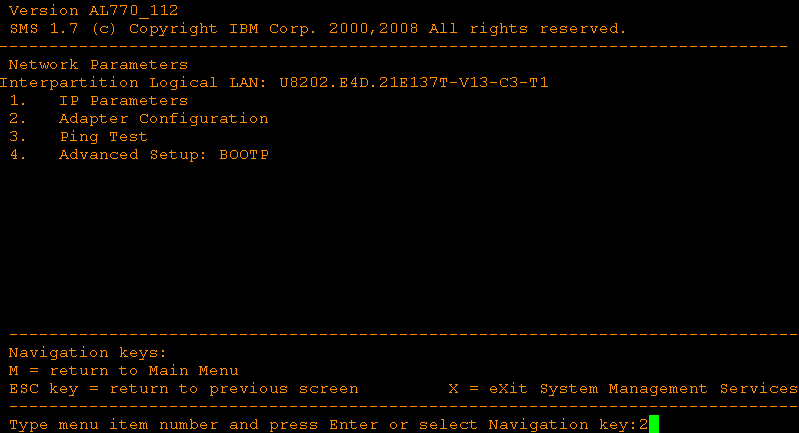 Version AL770_112
SMS 1.7 (c) Copyright IBM Corp. 2000,2008 All rights reserved.
-------------------------------------------------------------------------------
Network Parameters
Interpartition Logical LAN: U8202.E4D.21E137T-V13-C3-T1
1. IP Parameters
2. Adapter Configuration
3. Ping Test
4. Advanced Setup: BOOTP
-------------------------------------------------------------------------------
Navigation keys:
M = return to Main Menu
ESC key = return to previous screen X = eXit System Management Services
-------------------------------------------------------------------------------
Type menu item number and press Enter or select Navigation key:2